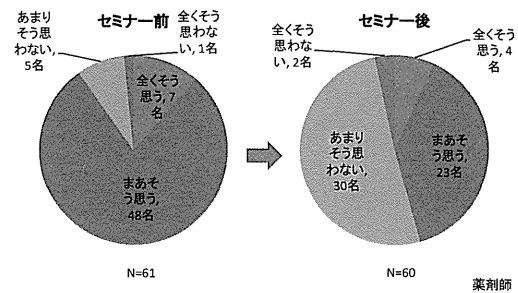 セミナー前
あまり
そう思
わない,
5名
全くそう
思わな
い, 1名
全くそう
思う, 7
名
まあそ
う思う,
48名
N=61
セミナー後
全くそう
思わな
い, 2名
全くそう
思う, 4
名
あまり
そう思
わない,
30名
まあそ
う思う,
23名
N=60
薬剤師